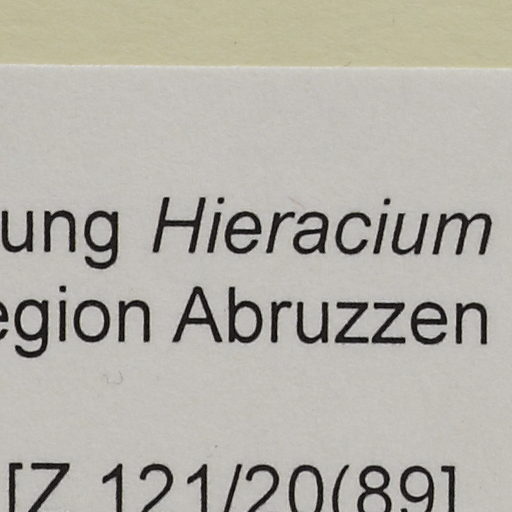 ung Hieracium
egion Abruzzen
[Z 121/20(89]